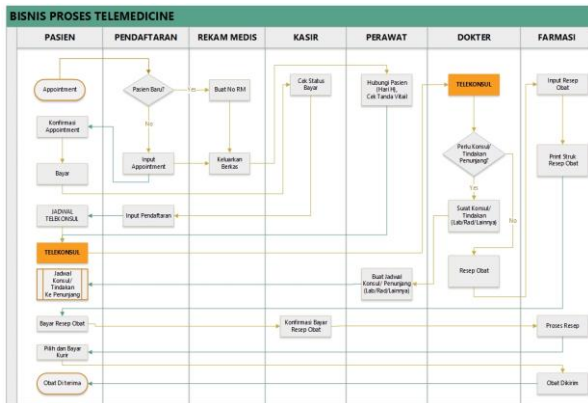 BISNIS PROSES TELEMEDICINE
PASIEN
PENDAFTARAN
REKAM MEDIS
KASIR
PERAWAT
DOKTER
FARMASI
Appointment
Pasien Baru?
Yes
Buat No RM
Cek Status
Bayar
Hubungi Pasien
(Hari H),
Cek Tanda Vital
TELEKONSUL
Input Resep
Obat
Konfirmasi
Appointment
No
Input
Appointment
Keluarkan
Berkas
Perlu Konsul/
Tindakan
Penunjang?
Print Struk
Resep Obat
Bayar
Yes
No
JADWAL
TELEKONSUL
Input Pendaftaran
Surat Konsul/
Tindakan
(Lab/Rad/Lainnya)
TELEKONSUL
Resep Obat
Jadwal
Konsul/
Tindakan
Ke Penunjang
Buat Jadwal
Konsul/ Penunjang
(Lab/Rad/Lainnya)
Bayar Resep Obat
Konfirmasi Bayar
Resep Obat
Proses Resep
Pilih dan Bayar
Kurir
Obat Diterima
Obat Dikirim